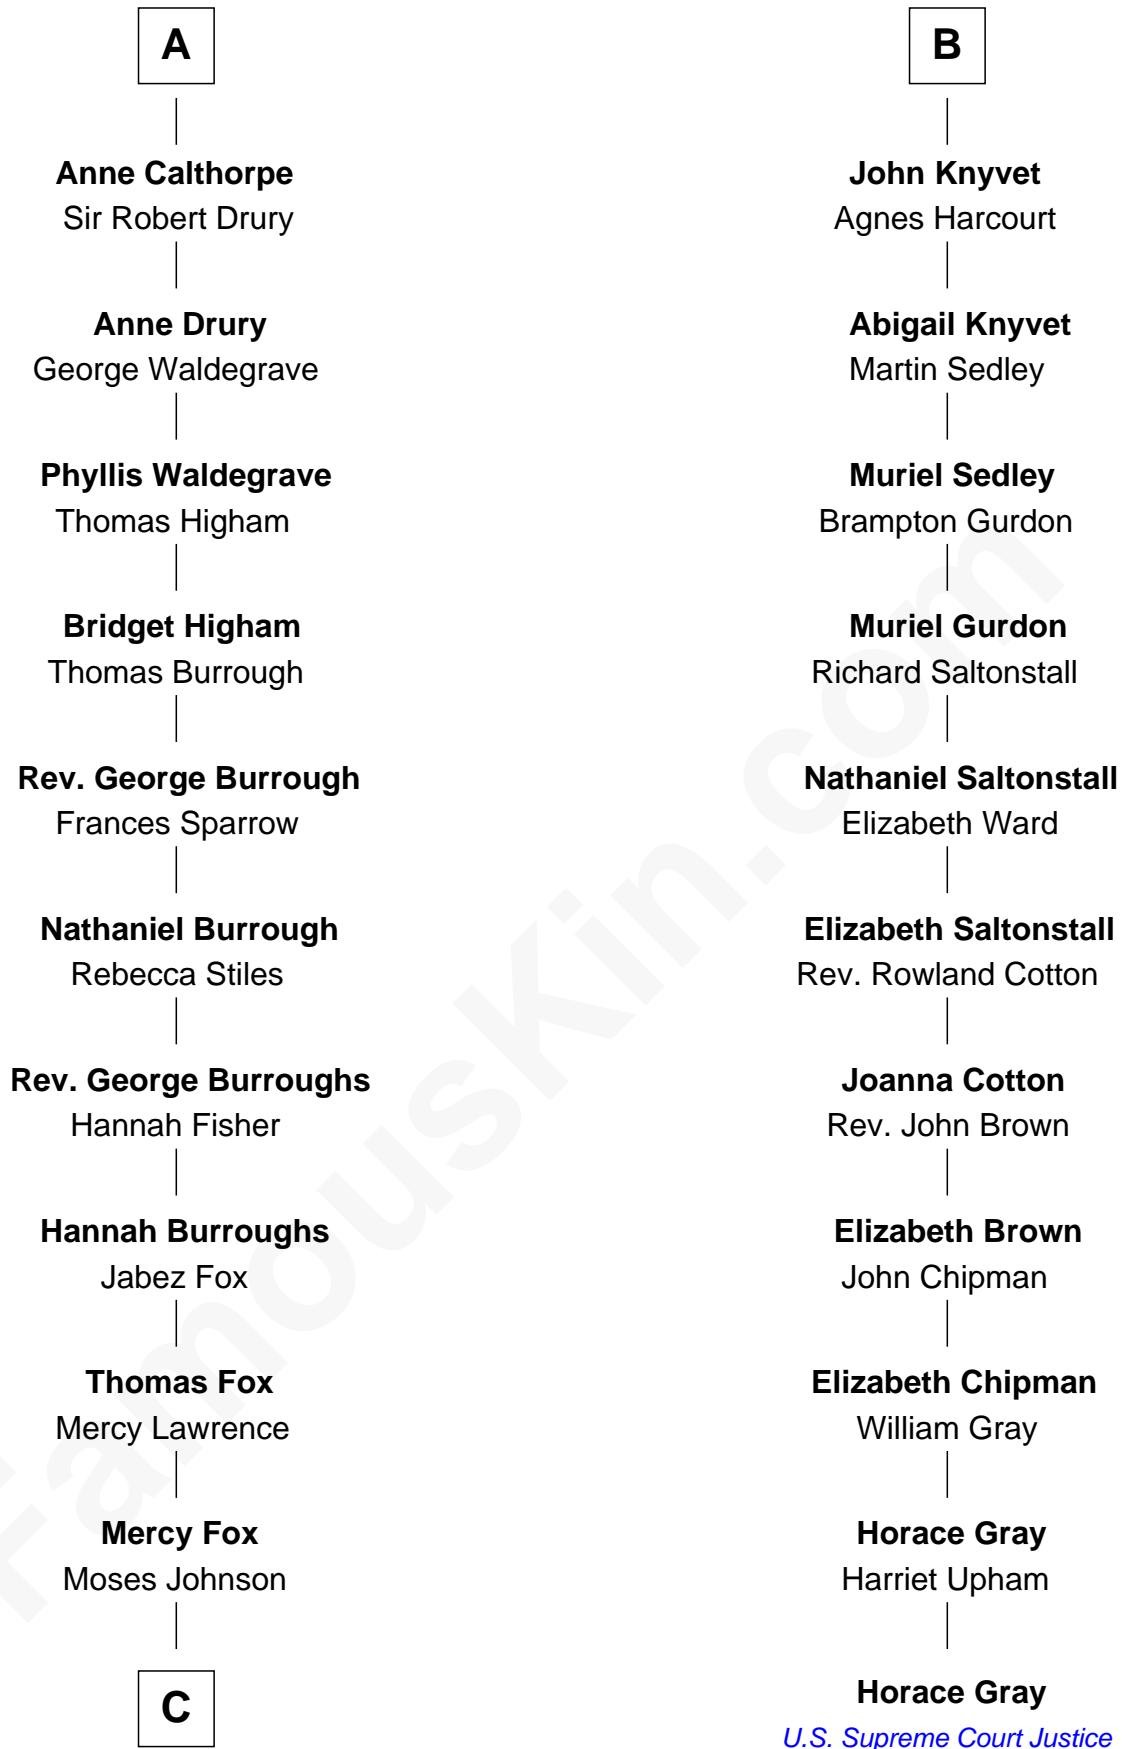 A
Anne Calthorpe
Sir Robert Drury
Anne Drury
George Waldegrave
Phyllis Waldegrave
Thomas Higham
Bridget Higham
Thomas Burrough
Rev. George Burrough
Frances Sparrow
Nathaniel Burrough
Rebecca Stiles
Rev. George Burroughs
Hannah Fisher
Hannah Burroughs
Jabez Fox
Thomas Fox
Mercy Lawrence
Mercy Fox
Moses Johnson
C
B
John Knyvet
Agnes Harcourt
Abigail Knyvet
Martin Sedley
Muriel Sedley
Brampton Gurdon
Muriel Gurdon
Richard Saltonstall
Nathaniel Saltonstall
Elizabeth Ward
Elizabeth Saltonstall
Rev. Rowland Cotton
Joanna Cotton
Rev. John Brown
Elizabeth Brown
John Chipman
Elizabeth Chipman
William Gray
Horace Gray
Harriet Upham
Horace Gray
U.S. Supreme Court Justice
FamousKin.com